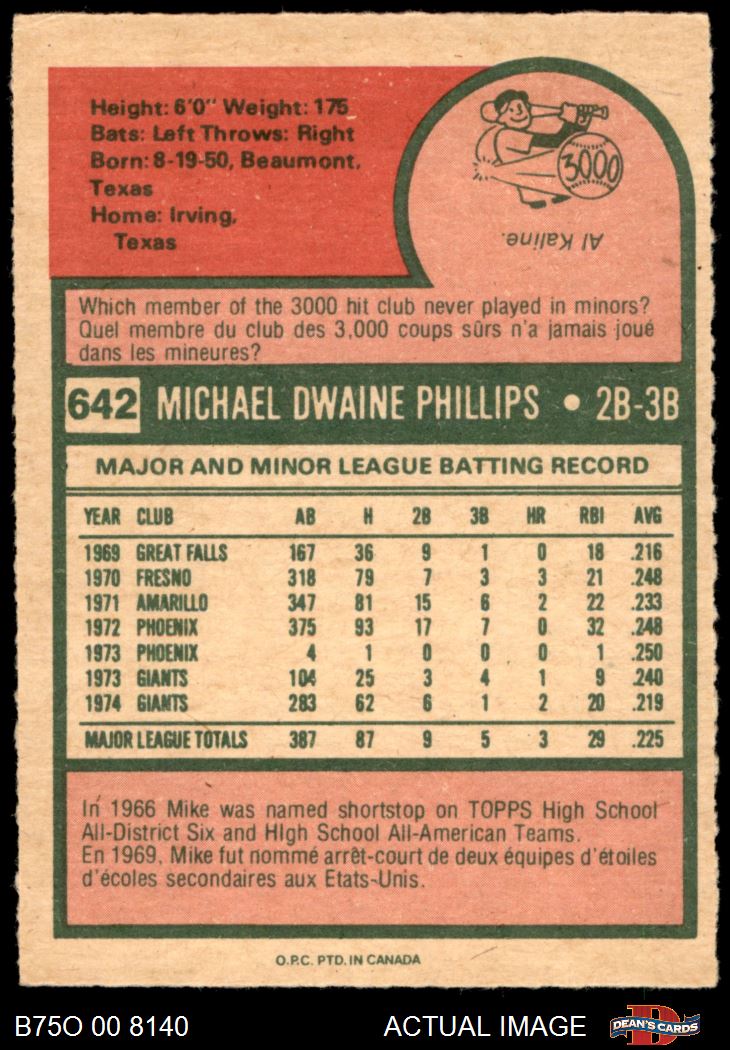 Height: 6'0" Weight: 175
Bats: Left Throws: Right
Born: 8-19-50, Beaumont,
Texas
Home: Irving,
Texas
3000
Al Kaline.
Which member of the 3000 hit club never played in minors?
Quel membre du club des 3,000 coups sûrs n'a jamais joué
dans les mineures?
642 MICHAEL DWAINE PHILLIPS • 2B-3B
MAJOR AND MINOR LEAGUE BATTING RECORD
YEAR CLUB AB H 2B 3B HR RBI AVG
1969 GREAT FALLS 167 36 9 1 0 18 .216
1970 FRESNO 318 79 7 3 3 21 .248
1971 AMARILLO 347 81 15 6 2 22 .233
1972 PHOENIX 375 93 17 7 0 32 .248
1973 PHOENIX 4 1 0 0 0 1 .250
1973 GIANTS 104 25 3 4 1 9 .240
1974 GIANTS 283 62 6 1 2 20 .219
MAJOR LEAGUE TOTALS 387 87 9 5 3 29 .225
In 1966 Mike was named shortstop on TOPPS High School
All-District Six and HIgh School All-American Teams.
En 1969, Mike fut nommé arrêt-court de deux équipes d'étoiles
d'écoles secondaires aux Etats-Unis.
O.P.C. PTD. IN CANADA
B75O 00 8140 ACTUAL IMAGE DEAN'S CARDS